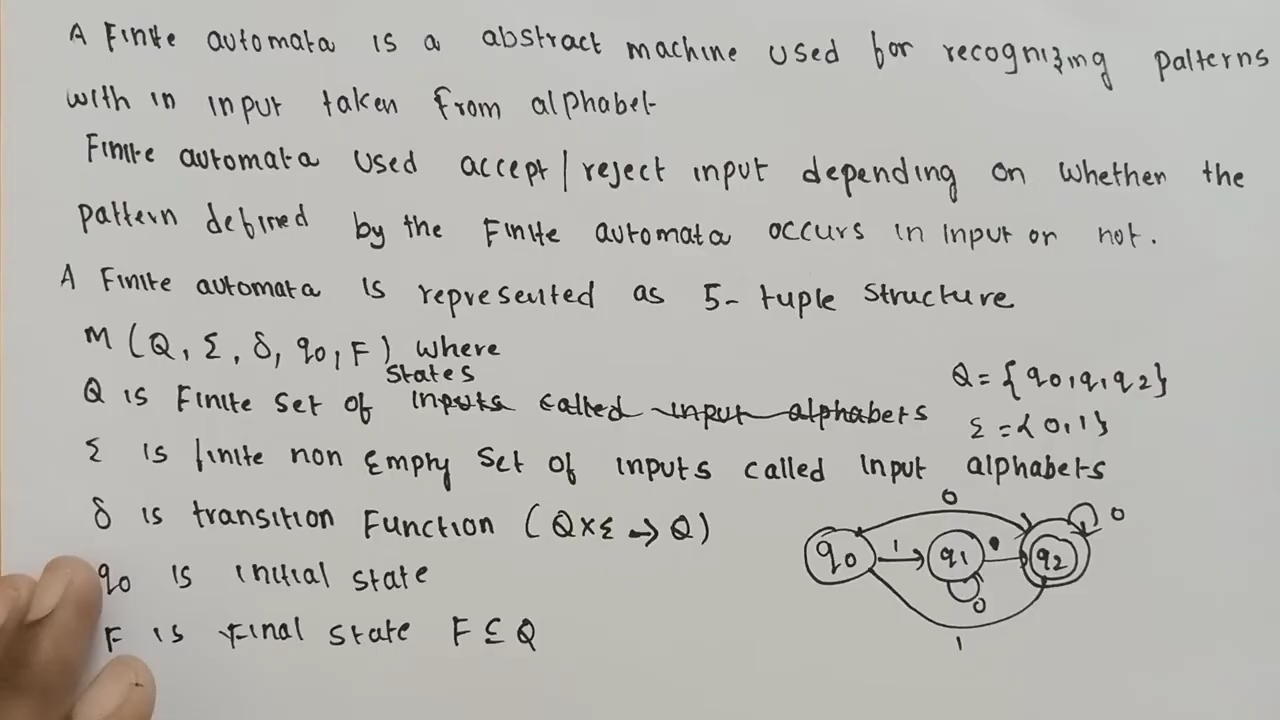 A Finite automata is a abstract machine used for recognizing patterns
with in input taken from alphabet
Finite automata used accept | reject input depending on whether the
pattern defined by the Finite automata occurs in input or not.
A Finite automata is represented as 5- tuple structure
M (Q, Σ, δ, q0, F) where
states
Q is Finite set of inputs called input alphabets
Σ is finite non Empty set of inputs called input alphabets
δ is transition Function (Q×Σ → Q)
q0 is initial state
F is Final state F ⊆ Q
Q = {q0, q, q2}
Σ = {0, 1}
0
q0 1 q1 q2 0
0
1